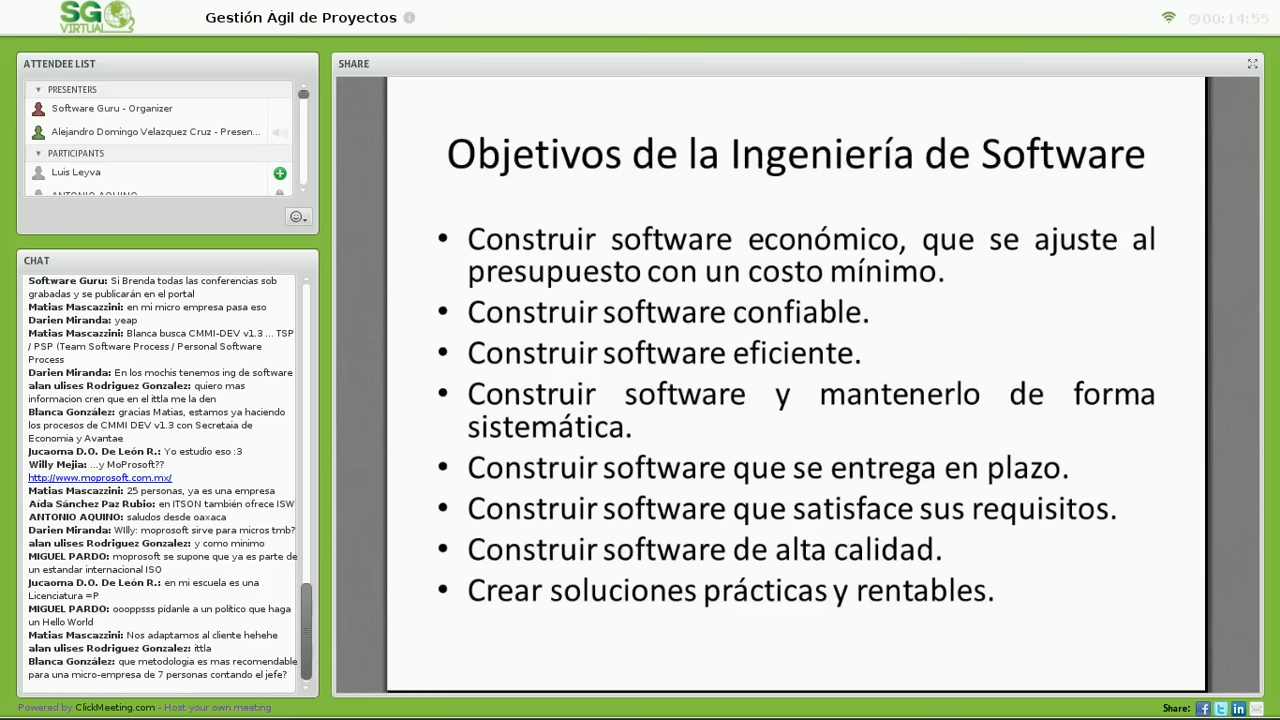 SG
VIRTUAL
Gestión Ágil de Proyectos
00:14:55
ATTENDEE LIST
PRESENTERS
Software Guru - Organizer
Alejandro Domingo Velazquez Cruz - Presen...
PARTICIPANTS
Luis Leyva
ANTONIO AQUINO
CHAT
Software Guru: Si Brenda todas las conferencias sob
grabadas y se publicarán en el portal
Matias Mascazzini: en mi micro empresa pasa eso
Darien Miranda: yeap
Matias Mascazzini: Blanca busca CMMI-DEV v1.3 ... TSP
/ PSP (Team Software Process / Personal Software
Process
Darien Miranda: En los mochis tenemos ing de software
alan ulises Rodriguez Gonzalez: quiero mas
informacion cren que en el ittla me la den
Blanca González: gracias Matias, estamos ya haciendo
los procesos de CMMI DEV v1.3 con Secretaia de
Economia y Avantae
Jucaoma D.O. De León R.: Yo estudio eso :3
Willy Mejia: ...y MoProsoft??
http://www.moprosoft.com.mx/
Matias Mascazzini: 25 personas, ya es una empresa
Aída Sánchez Paz Rubio: en ITSON también ofrece ISW
ANTONIO AQUINO: saludos desde oaxaca
Darien Miranda: WIlly: moprosoft sirve para micros tmb?
alan ulises Rodriguez Gonzalez: y como minimo
MIGUEL PARDO: moprosoft se supone que ya es parte de
un estandar internacional ISO
Jucaoma D.O. De León R.: en mi escuela es una
Licenciatura =P
MIGUEL PARDO: oooppsss pídanle a un político que haga
un Hello World
Matias Mascazzini: Nos adaptamos al cliente hehehe
alan ulises Rodriguez Gonzalez: ittla
Blanca González: que metodologia es mas recomendable
para una micro-empresa de 7 personas contando el jefe?
SHARE
Objetivos de la Ingeniería de Software
• Construir software económico, que se ajuste al
presupuesto con un costo mínimo.
• Construir software confiable.
• Construir software eficiente.
• Construir software y mantenerlo de forma
sistemática.
• Construir software que se entrega en plazo.
• Construir software que satisface sus requisitos.
• Construir software de alta calidad.
• Crear soluciones prácticas y rentables.
Powered by ClickMeeting.com - Host your own meeting
Share: